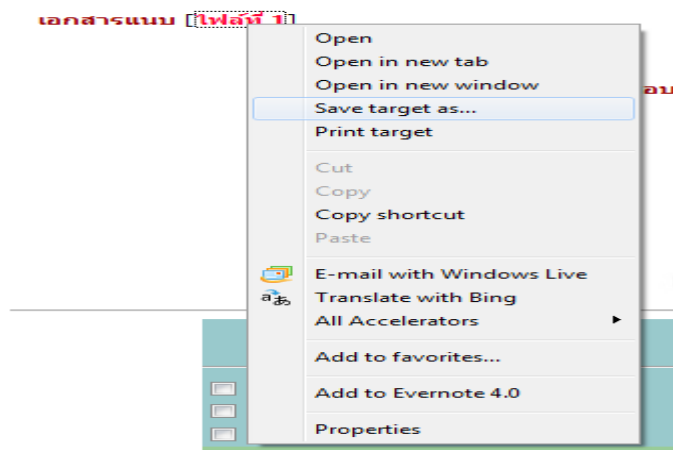 เอกสารแนบ [ไฟล์ที่ 1]
Open
Open in new tab
Open in new window
อบ
Save target as...
Print target
Cut
Copy
Copy shortcut
Paste
E-mail with Windows Live
Translate with Bing
All Accelerators
Add to favorites...
Add to Evernote 4.0
Properties